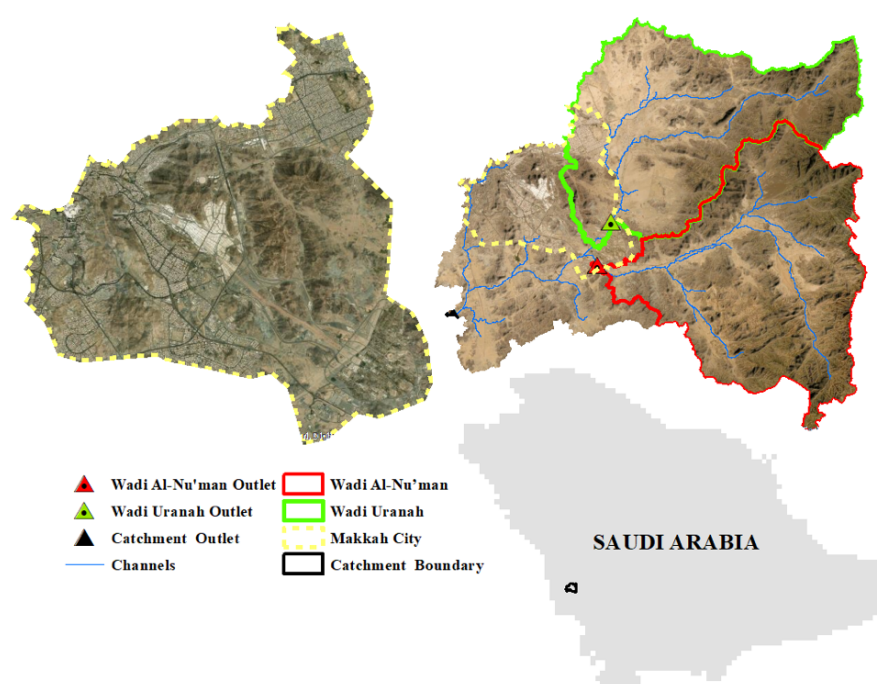 Wadi Al-Nu'man Outlet
Wadi Al-Nu’man
Wadi Uranah Outlet
Wadi Uranah
Catchment Outlet
Makkah City
Channels
Catchment Boundary
SAUDI ARABIA